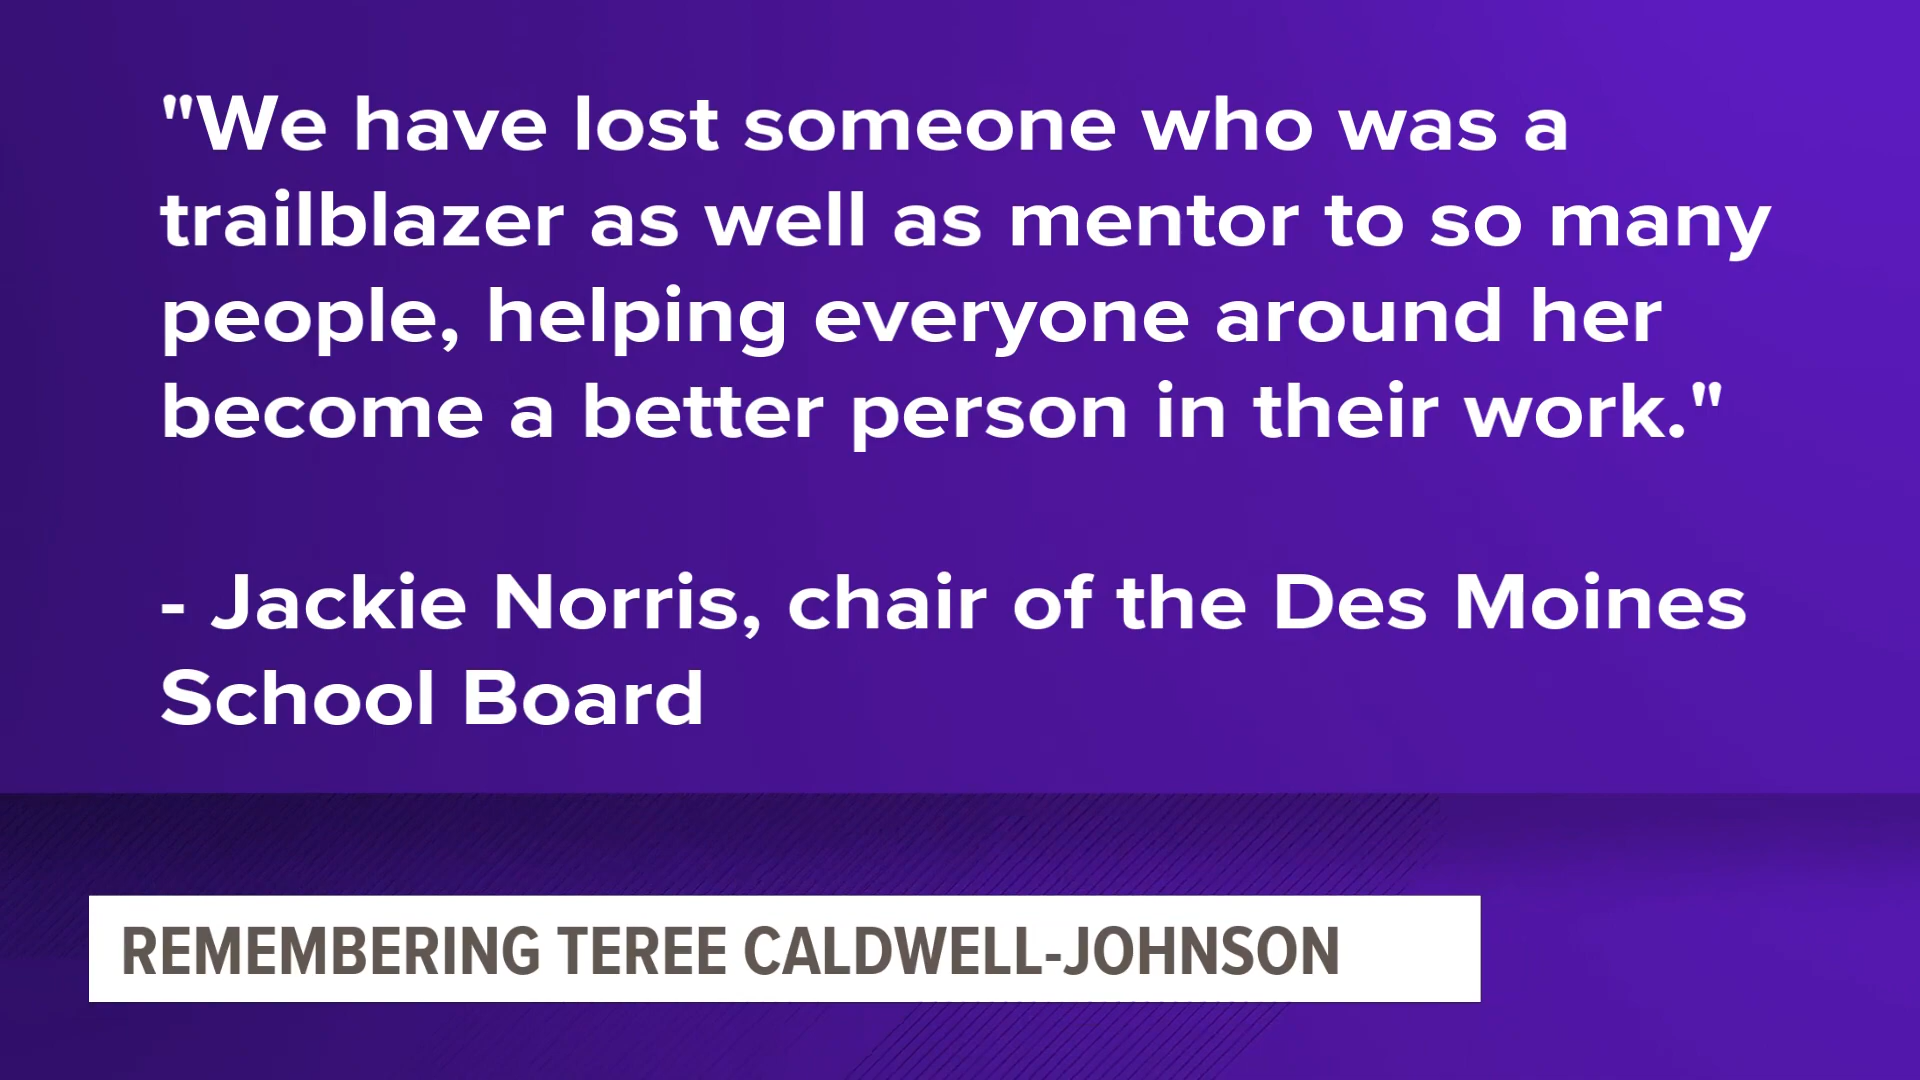 "We have lost someone who was a
trailblazer as well as mentor to so many
people, helping everyone around her
become a better person in their work."
- Jackie Norris, chair of the Des Moines
School Board
REMEMBERING TEREE CALDWELL-JOHNSON